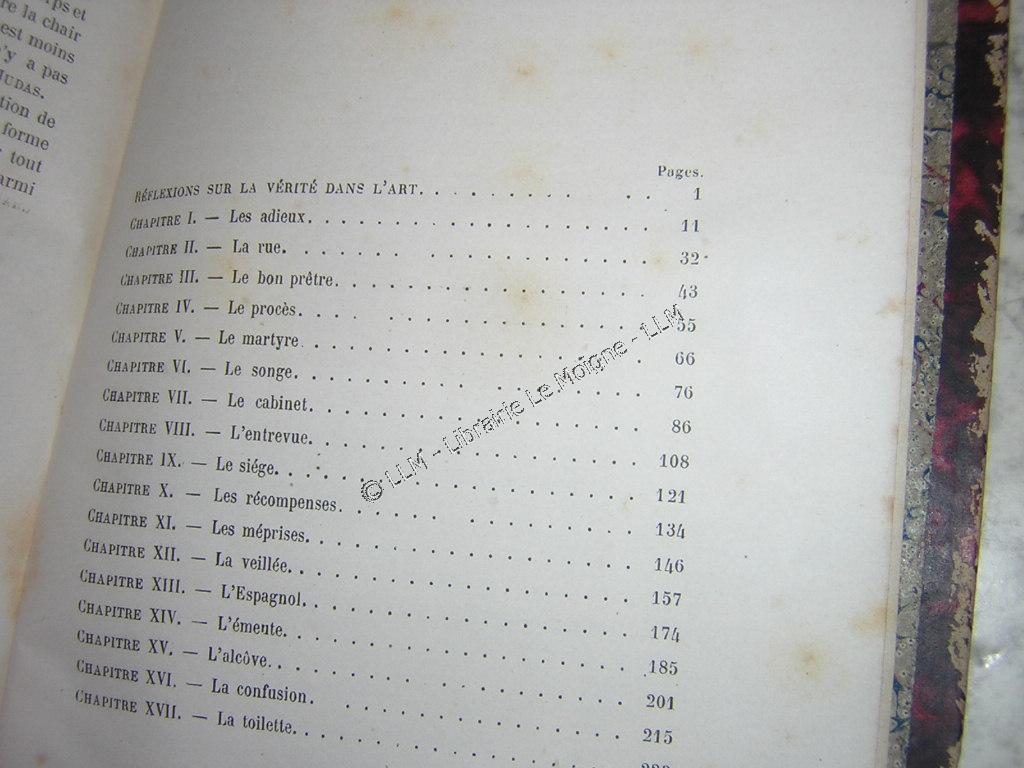 rps et
re la chair
est moins
'y a pas
JUDAS.
tion de
forme
tout
armi
Pages.
RÉFLEXIONS SUR LA VÉRITÉ DANS L'ART. . . . . . . . . . . 1
CHAPITRE I. — Les adieux. . . . . . . . . . . . . . . . 11
CHAPITRE II. — La rue. . . . . . . . . . . . . . . . . 32
CHAPITRE III. — Le bon prêtre. . . . . . . . . . . . . . . 43
CHAPITRE IV. — Le procès. . . . . . . . . . . . . . . . 55
CHAPITRE V. — Le martyre. . . . . . . . . . . . . . . . 66
CHAPITRE VI. — Le songe. . . . . . . . . . . . . . . . 76
CHAPITRE VII. — Le cabinet. . . . . . . . . . . . . . . 86
CHAPITRE VIII. — L'entrevue. . . . . . . . . . . . . . . 108
CHAPITRE IX. — Le siége. . . . . . . . . . . . . . . . 121
CHAPITRE X. — Les récompenses. . . . . . . . . . . . . . 134
CHAPITRE XI. — Les méprises. . . . . . . . . . . . . . . 146
CHAPITRE XII. — La veillée. . . . . . . . . . . . . . . 157
CHAPITRE XIII. — L'Espagnol. . . . . . . . . . . . . . . 174
CHAPITRE XIV. — L'émeute. . . . . . . . . . . . . . . . 185
CHAPITRE XV. — L'alcôve. . . . . . . . . . . . . . . . 201
CHAPITRE XVI. — La confusion. . . . . . . . . . . . . . . 215
CHAPITRE XVII. — La toilette. . . . . . . . . . . . . . .
© LLM - Librairie Le Moigne - LLM